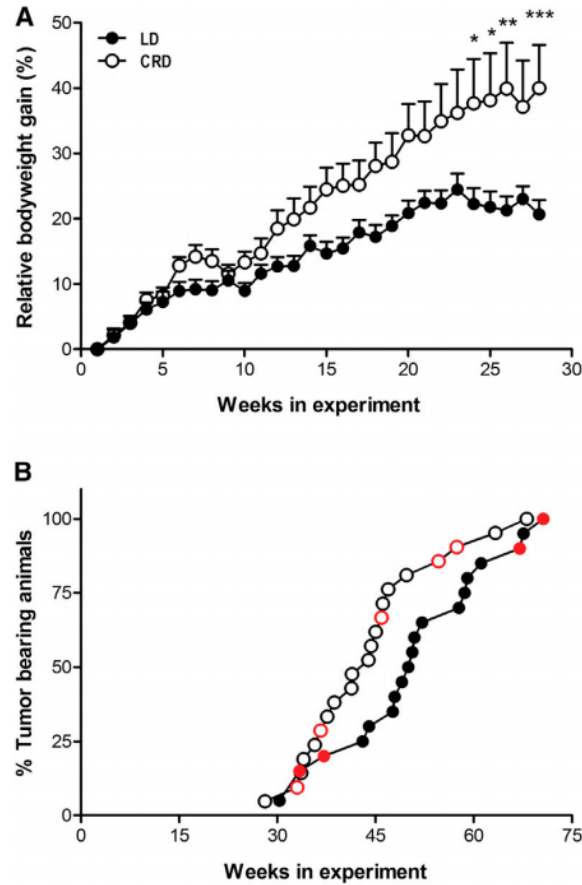 A
LD
CRD
* * ** ***
Relative bodyweight gain (%)
50
40
30
20
10
0
0 5 10 15 20 25 30
Weeks in experiment
B
% Tumor bearing animals
100
75
50
25
0
0 15 30 45 60 75
Weeks in experiment